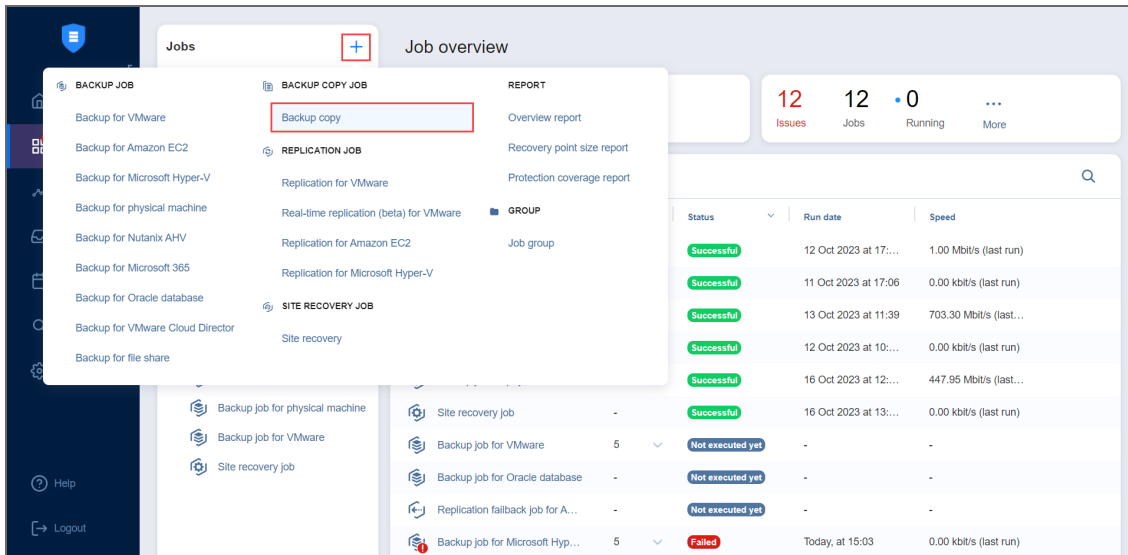 Jobs
Job overview
BACKUP JOB
Backup for VMware
Backup for Amazon EC2
Backup for Microsoft Hyper-V
Backup for physical machine
Backup for Nutanix AHV
Backup for Microsoft 365
Backup for Oracle database
Backup for VMware Cloud Director
Backup for file share
BACKUP COPY JOB
Backup copy
REPLICATION JOB
Replication for VMware
Real-time replication (beta) for VMware
Replication for Amazon EC2
Replication for Microsoft Hyper-V
SITE RECOVERY JOB
Site recovery
REPORT
Overview report
Recovery point size report
Protection coverage report
GROUP
Job group
12 12 0 ...
Issues Jobs Running More
Status Run date Speed
Successful 12 Oct 2023 at 17:... 1.00 Mbit/s (last run)
Successful 11 Oct 2023 at 17:06 0.00 kbit/s (last run)
Successful 13 Oct 2023 at 11:39 703.30 Mbit/s (last...
Successful 12 Oct 2023 at 10:... 0.00 kbit/s (last run)
Successful 16 Oct 2023 at 12:... 447.95 Mbit/s (last...
Site recovery job - Successful 16 Oct 2023 at 13:... 0.00 kbit/s (last run)
Backup job for VMware 5 Not executed yet - -
Backup job for Oracle database - Not executed yet - -
Replication failback job for A... - Not executed yet - -
Backup job for Microsoft Hyp... 5 Failed Today, at 15:03 0.00 kbit/s (last run)
Backup job for physical machine
Backup job for VMware
Site recovery job
Help
Logout